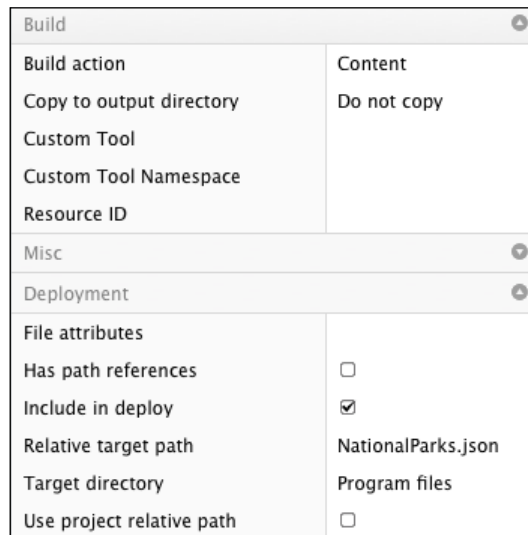 Build
Build action Content
Copy to output directory Do not copy
Custom Tool
Custom Tool Namespace
Resource ID
Misc
Deployment
File attributes
Has path references
Include in deploy
Relative target path NationalParks.json
Target directory Program files
Use project relative path